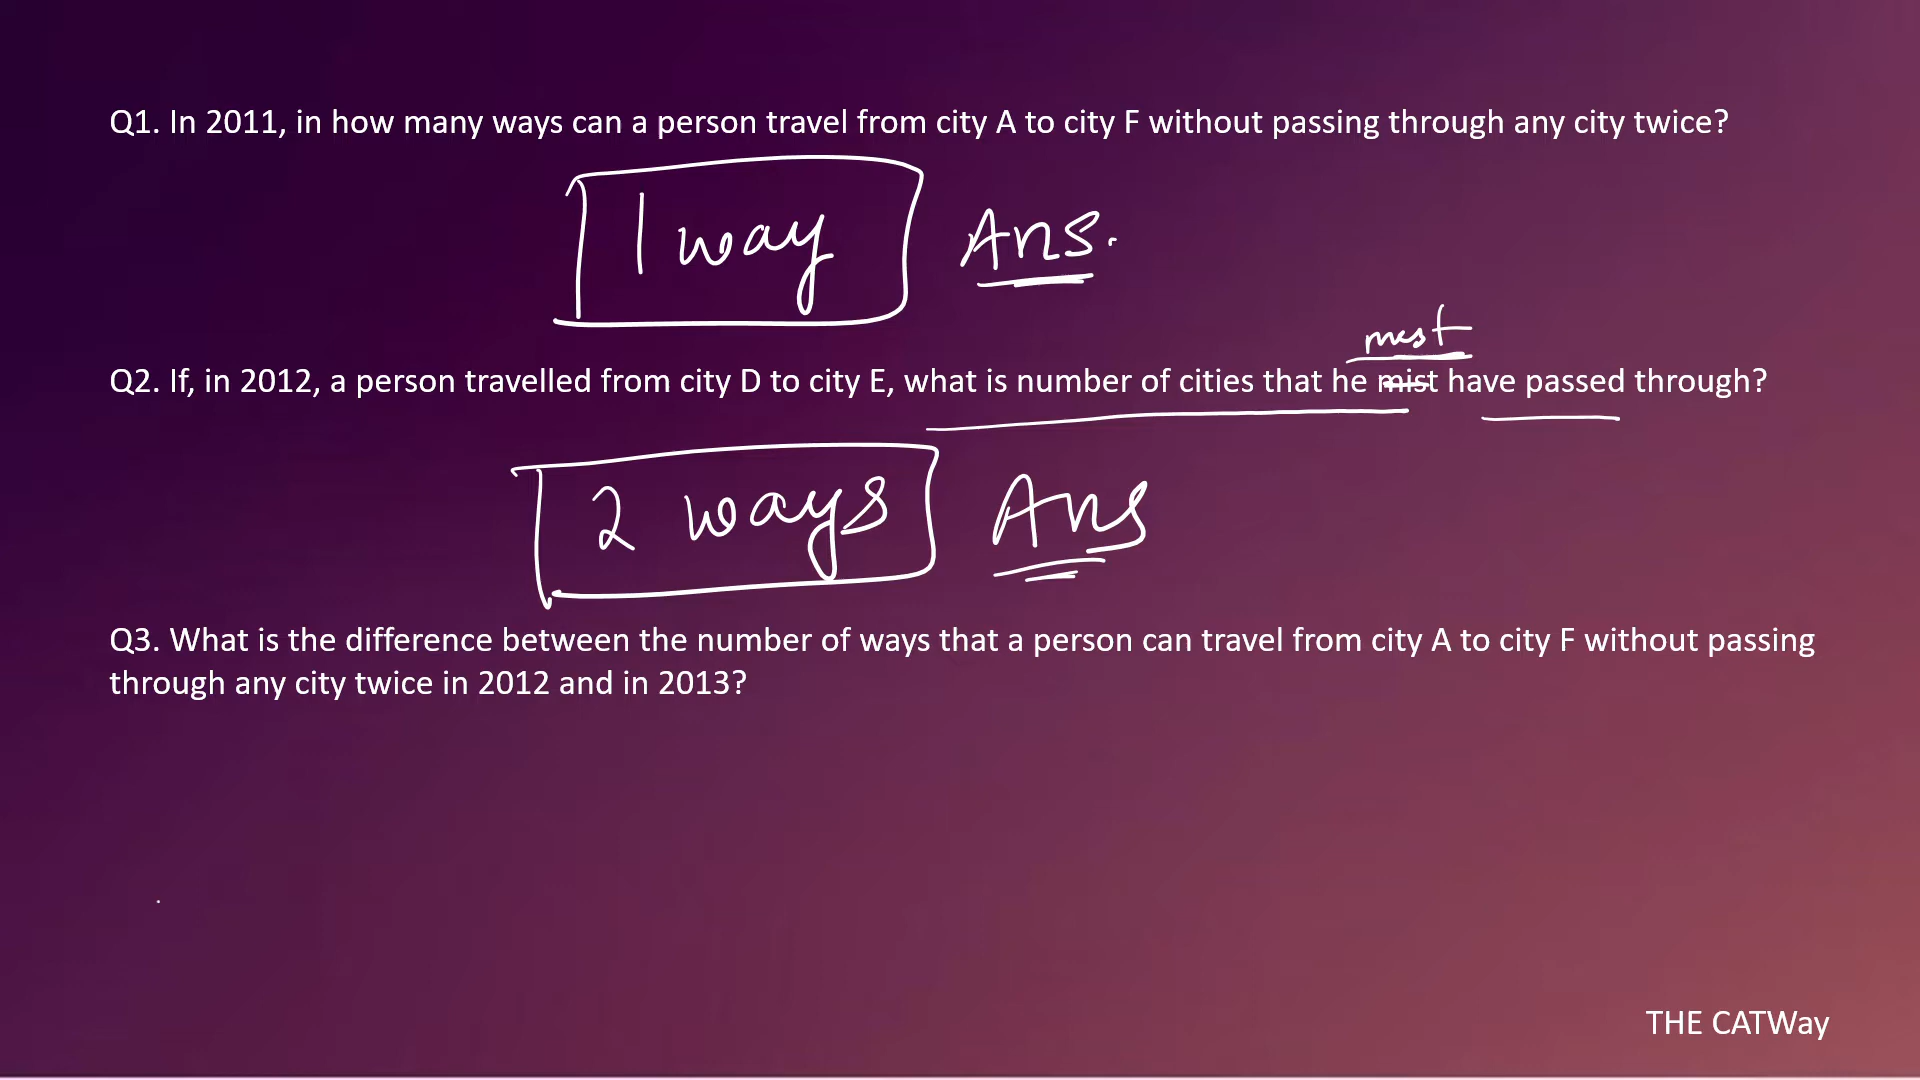 Q1. In 2011, in how many ways can a person travel from city A to city F without passing through any city twice?
1 way Ans.
must
Q2. If, in 2012, a person travelled from city D to city E, what is number of cities that he mist have passed through?
2 ways Ans
Q3. What is the difference between the number of ways that a person can travel from city A to city F without passing
through any city twice in 2012 and in 2013?
THE CATWay